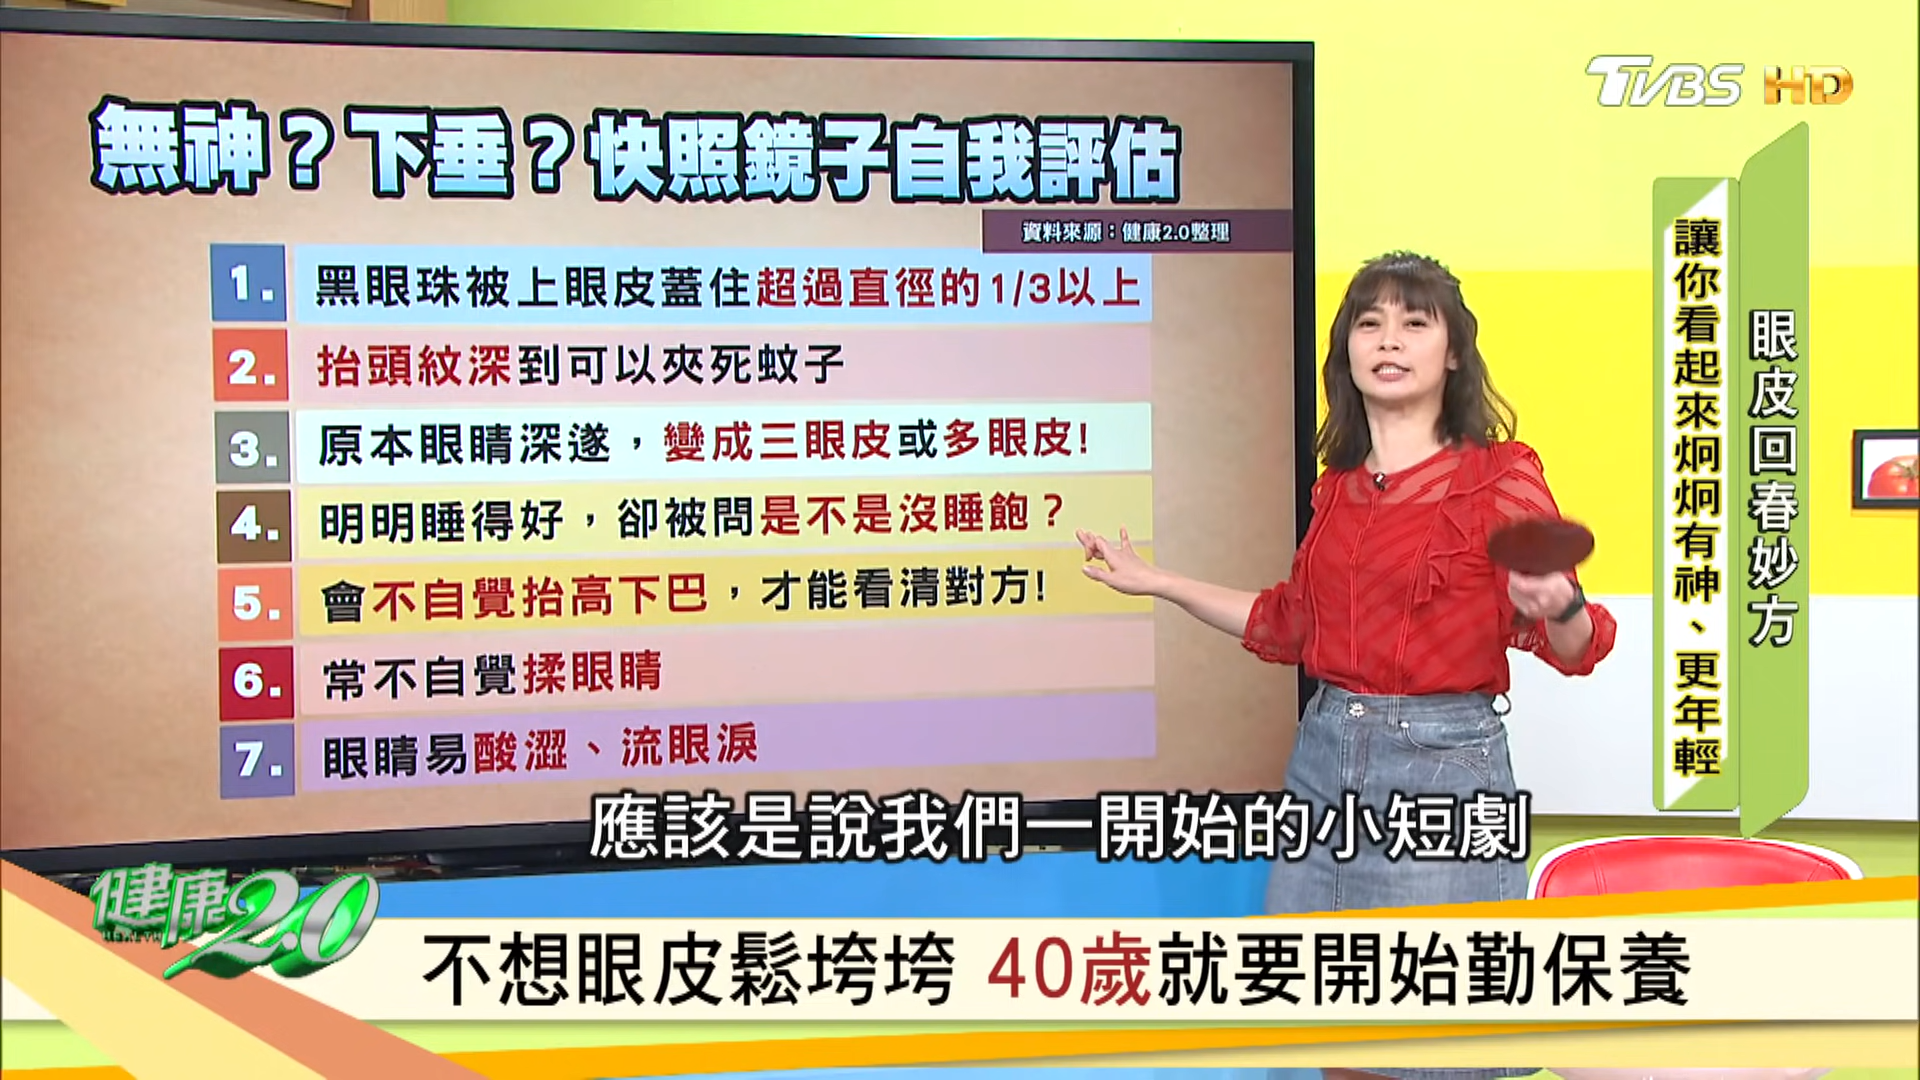 TVBS HD
無神？下垂？快照鏡子自我評估
資料來源：健康2.0整理
1. 黑眼珠被上眼皮蓋住超過直徑的1/3以上
2. 抬頭紋深到可以夾死蚊子
3. 原本眼睛深遂，變成三眼皮或多眼皮!
4. 明明睡得好，卻被問是不是沒睡飽？
5. 會不自覺抬高下巴，才能看清對方!
6. 常不自覺揉眼睛
7. 眼睛易酸澀、流眼淚
眼皮回春妙方
讓你看起來炯炯有神、更年輕
應該是說我們一開始的小短劇
健康2.0
HEALTH
不想眼皮鬆垮垮 40歲就要開始勤保養